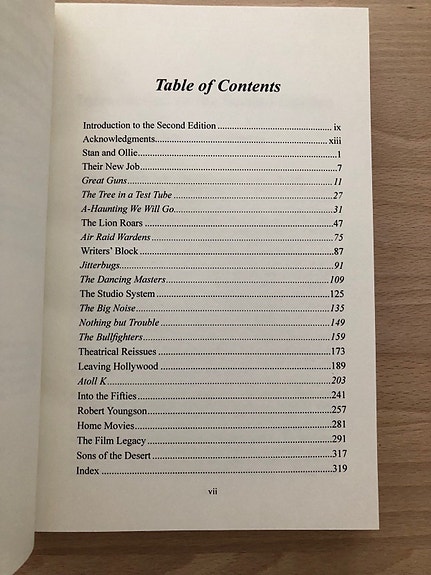 Table of Contents
Introduction to the Second Edition ix
Acknowledgments xiii
Stan and Ollie 1
Their New Job 7
Great Guns 11
The Tree in a Test Tube 27
A-Haunting We Will Go 31
The Lion Roars 47
Air Raid Wardens 75
Writers' Block 87
Jitterbugs 91
The Dancing Masters 109
The Studio System 125
The Big Noise 135
Nothing but Trouble 149
The Bullfighters 159
Theatrical Reissues 173
Leaving Hollywood 189
Atoll K 203
Into the Fifties 241
Robert Youngson 257
Home Movies 281
The Film Legacy 291
Sons of the Desert 317
Index 319
vii